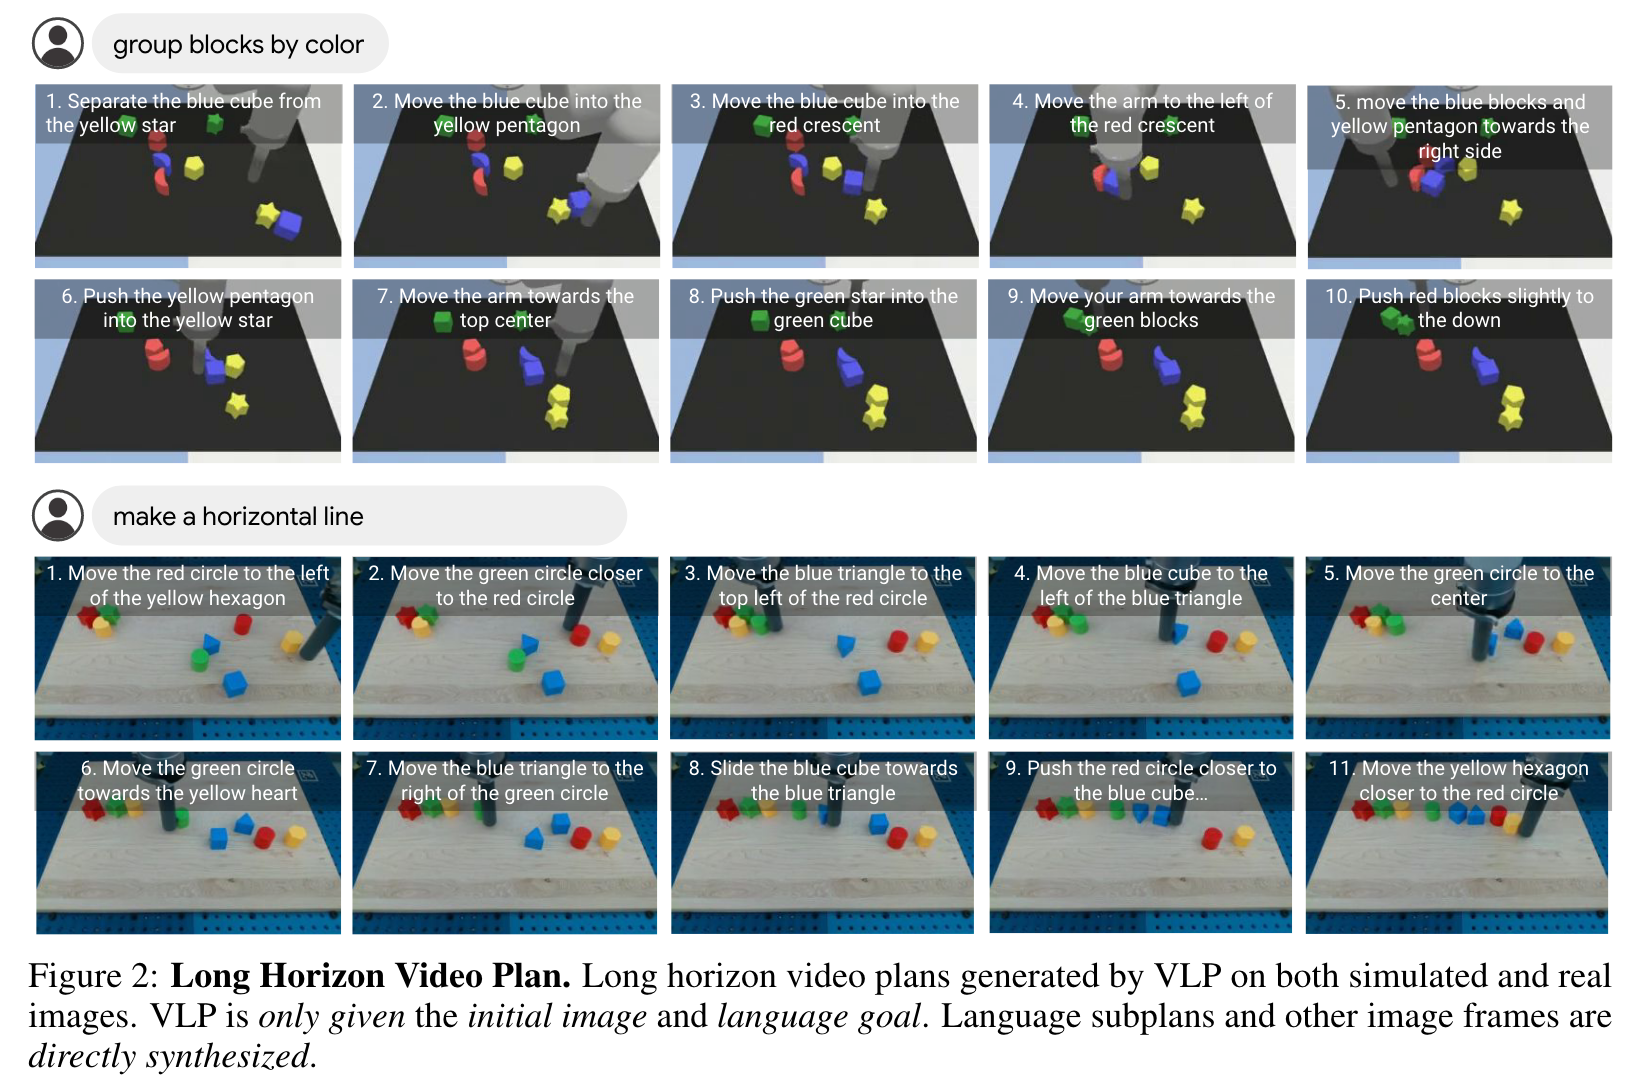 group blocks by color
1. Separate the blue cube from
the yellow star
2. Move the blue cube into the
yellow pentagon
3. Move the blue cube into the
red crescent
4. Move the arm to the left of
the red crescent
5. move the blue blocks and
yellow pentagon towards the
right side
6. Push the yellow pentagon
into the yellow star
7. Move the arm towards the
top center
8. Push the green star into the
green cube
9. Move your arm towards the
green blocks
10. Push red blocks slightly to
the down
make a horizontal line
1. Move the red circle to the left
of the yellow hexagon
2. Move the green circle closer
to the red circle
3. Move the blue triangle to the
top left of the red circle
4. Move the blue cube to the
left of the blue triangle
5. Move the green circle to the
center
6. Move the green circle
towards the yellow heart
7. Move the blue triangle to the
right of the green circle
8. Slide the blue cube towards
the blue triangle
9. Push the red circle closer to
the blue cube...
11. Move the yellow hexagon
closer to the red circle
Figure 2: Long Horizon Video Plan. Long horizon video plans generated by VLP on both simulated and real
images. VLP is only given the initial image and language goal. Language subplans and other image frames are
directly synthesized.